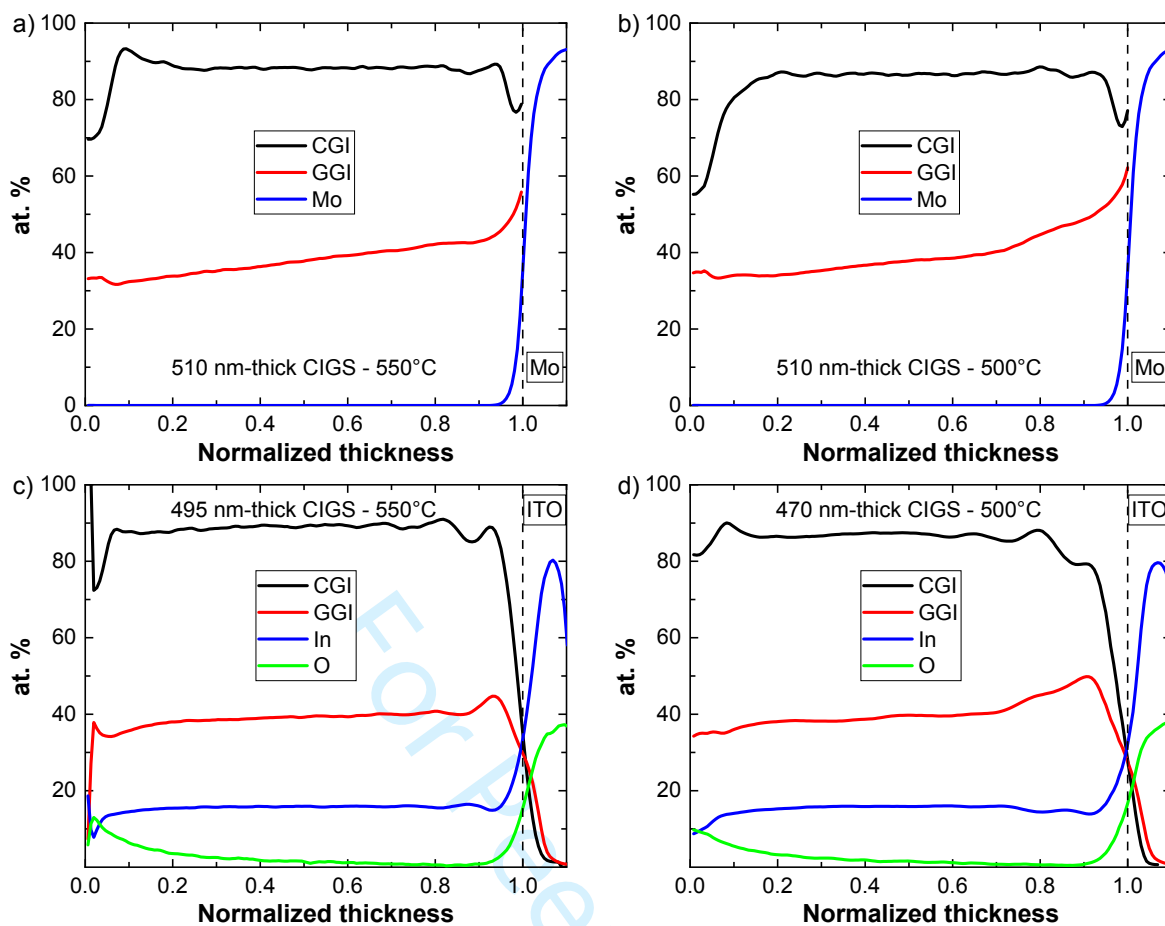 a)
100
80
60
40
20
0
at. %
CGI
GGI
Mo
510 nm-thick CIGS - 550°C
Mo
0.0 0.2 0.4 0.6 0.8 1.0
Normalized thickness
b)
100
80
60
40
20
0
at. %
CGI
GGI
Mo
510 nm-thick CIGS - 500°C
Mo
0.0 0.2 0.4 0.6 0.8 1.0
Normalized thickness
c)
100
80
60
40
20
at. %
495 nm-thick CIGS - 550°C
ITO
CGI
GGI
In
O
0.0 0.2 0.4 0.6 0.8 1.0
Normalized thickness
d)
100
80
60
40
20
at. %
470 nm-thick CIGS - 500°C
ITO
CGI
GGI
In
O
0.0 0.2 0.4 0.6 0.8 1.0
Normalized thickness
For Pee